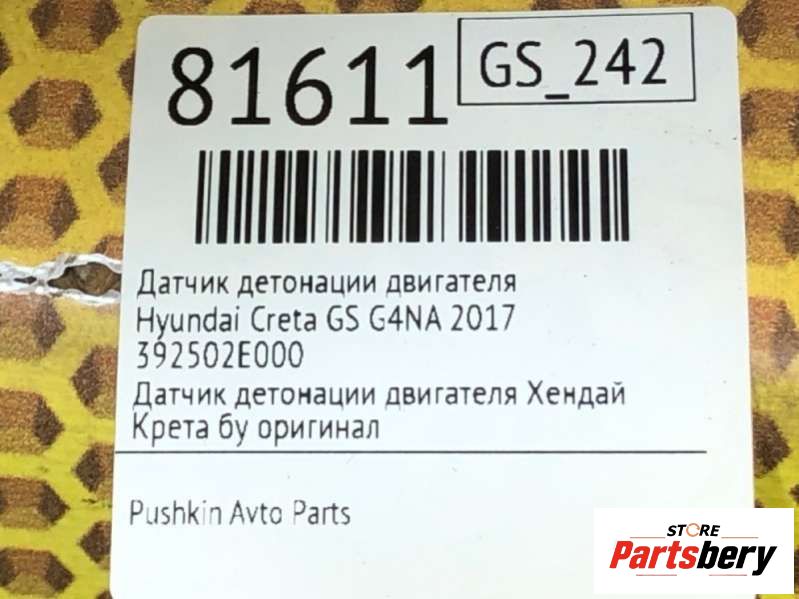 81611
GS_242
Датчик детонации двигателя
Hyundai Creta GS G4NA 2017
392502E000
Датчик детонации двигателя Хендай
Крета бу оригинал
Pushkin Avto Parts
STORE
Partsbery